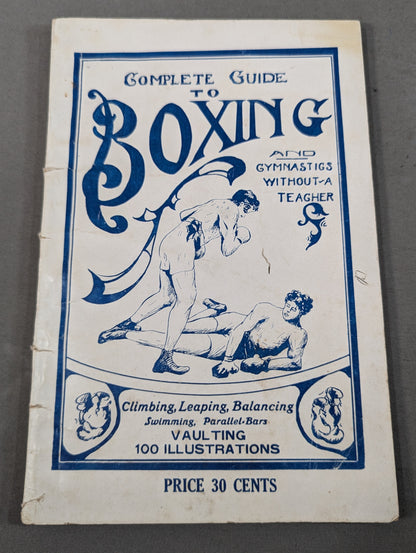 COMPLETE GUIDE
TO
BOXING
AND
GYMNASTICS
WITHOUT-A
TEAGHER
Climbing, Leaping, Balancing
Swimming, Parallel-Bars
VAULTING
100 ILLUSTRATIONS
PRICE 30 CENTS